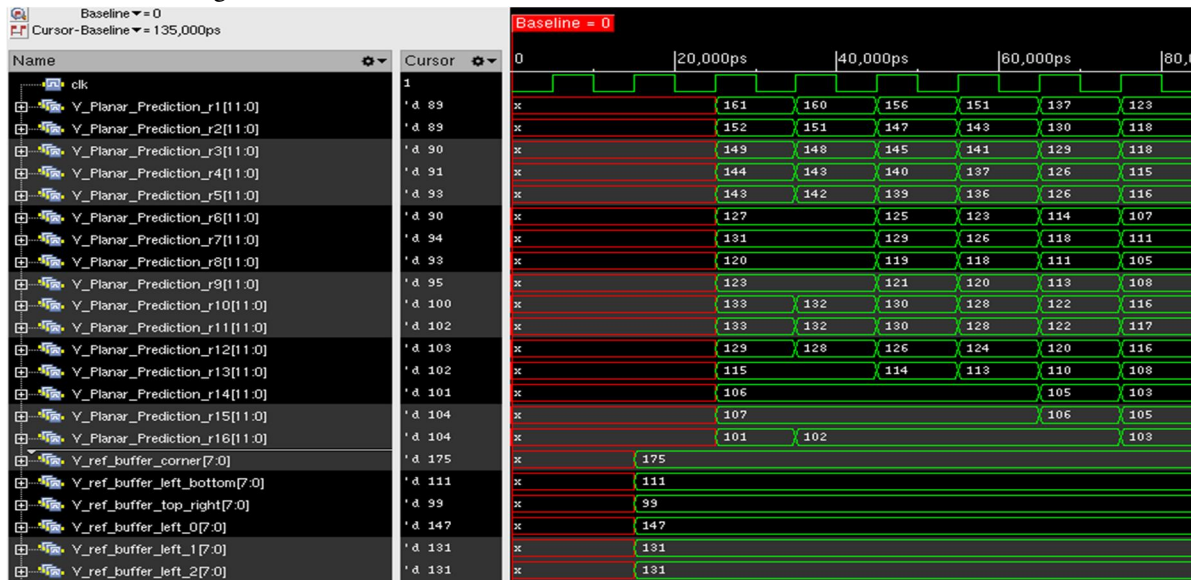 Baseline ▾= 0
Cursor-Baseline ▾= 135,000ps
Baseline = 0
Name Cursor 0 20,000ps 40,000ps 60,000ps 80,
clk 1
Y_Planar_Prediction_r1[11:0] 'd 89 x 161 160 156 151 137 123
Y_Planar_Prediction_r2[11:0] 'd 89 x 152 151 147 143 130 118
Y_Planar_Prediction_r3[11:0] 'd 90 x 149 148 145 141 129 118
Y_Planar_Prediction_r4[11:0] 'd 91 x 144 143 140 137 126 115
Y_Planar_Prediction_r5[11:0] 'd 93 x 143 142 139 136 126 116
Y_Planar_Prediction_r6[11:0] 'd 90 x 127 125 123 114 107
Y_Planar_Prediction_r7[11:0] 'd 94 x 131 129 126 118 111
Y_Planar_Prediction_r8[11:0] 'd 93 x 120 119 118 111 105
Y_Planar_Prediction_r9[11:0] 'd 95 x 123 121 120 113 108
Y_Planar_Prediction_r10[11:0] 'd 100 x 133 132 130 128 122 116
Y_Planar_Prediction_r11[11:0] 'd 102 x 133 132 130 128 122 117
Y_Planar_Prediction_r12[11:0] 'd 103 x 129 128 126 124 120 116
Y_Planar_Prediction_r13[11:0] 'd 102 x 115 114 113 110 108
Y_Planar_Prediction_r14[11:0] 'd 101 x 106 105 103
Y_Planar_Prediction_r15[11:0] 'd 104 x 107 106 105
Y_Planar_Prediction_r16[11:0] 'd 104 x 101 102 103
Y_ref_buffer_corner[7:0] 'd 175 x 175
Y_ref_buffer_left_bottom[7:0] 'd 111 x 111
Y_ref_buffer_top_right[7:0] 'd 99 x 99
Y_ref_buffer_left_0[7:0] 'd 147 x 147
Y_ref_buffer_left_1[7:0] 'd 131 x 131
Y_ref_buffer_left_2[7:0] 'd 131 x 131